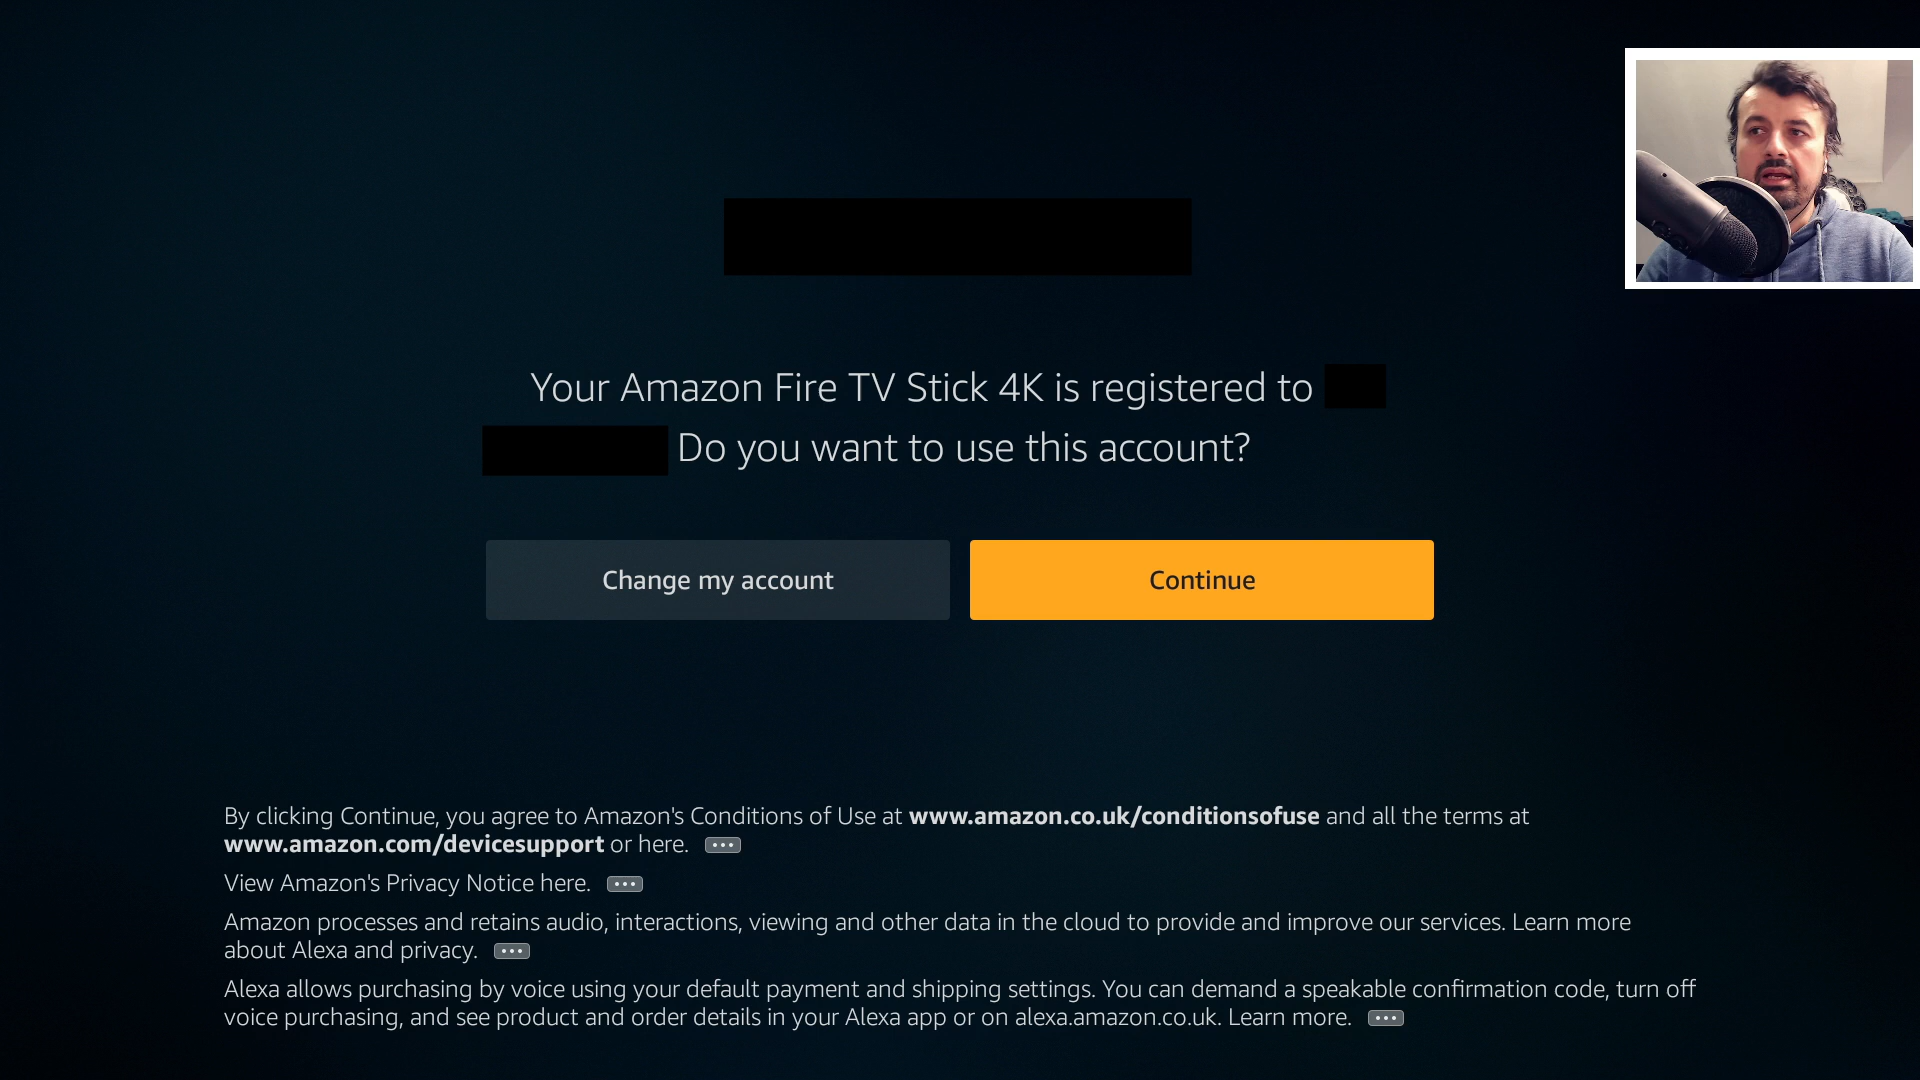 Your Amazon Fire TV Stick 4K is registered to
Do you want to use this account?
Change my account
Continue
By clicking Continue, you agree to Amazon's Conditions of Use at www.amazon.co.uk/conditionsofuse and all the terms at
www.amazon.com/devicesupport or here.
View Amazon's Privacy Notice here.
Amazon processes and retains audio, interactions, viewing and other data in the cloud to provide and improve our services. Learn more
about Alexa and privacy.
Alexa allows purchasing by voice using your default payment and shipping settings. You can demand a speakable confirmation code, turn off
voice purchasing, and see product and order details in your Alexa app or on alexa.amazon.co.uk. Learn more.